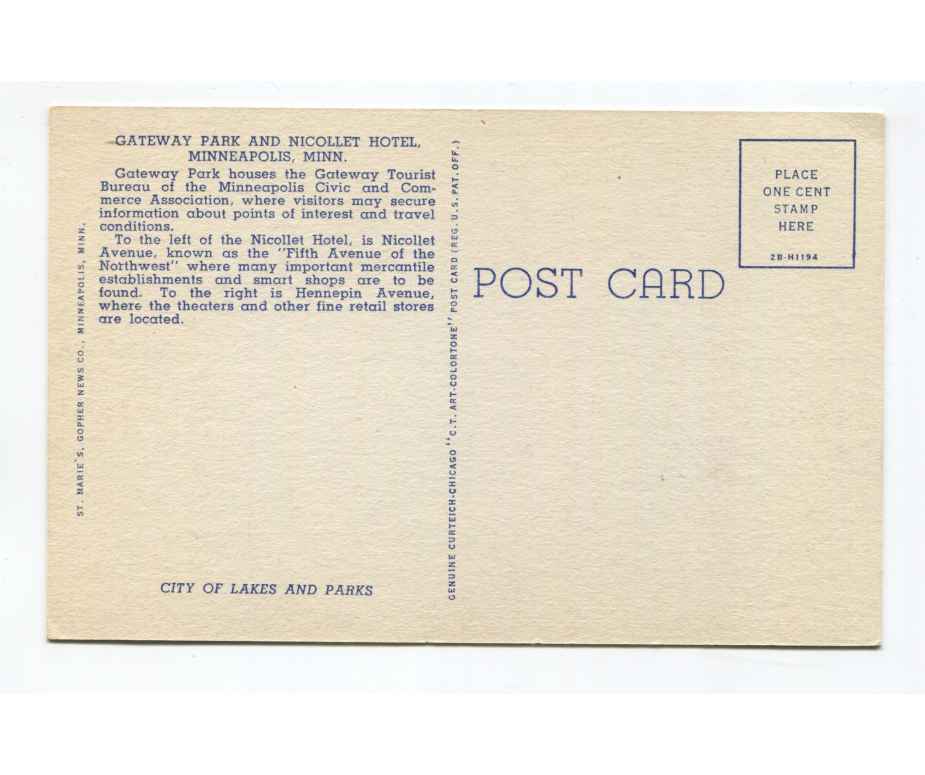 GATEWAY PARK AND NICOLLET HOTEL,
MINNEAPOLIS, MINN.
Gateway Park houses the Gateway Tourist
Bureau of the Minneapolis Civic and Com-
merce Association, where visitors may secure
information about points of interest and travel
conditions.
To the left of the Nicollet Hotel, is Nicollet
Avenue, known as the "Fifth Avenue of the
Northwest" where many important mercantile
establishments and smart shops are to be
found. To the right is Hennepin Avenue,
where the theaters and other fine retail stores
are located.
CITY OF LAKES AND PARKS
ST. MARIE'S, GOPHER NEWS CO., MINNEAPOLIS, MINN.
GENUINE CURTEICH-CHICAGO "C.T. ART-COLORTONE" POST CARD (REG. U.S. PAT. OFF.)
POST CARD
PLACE
ONE CENT
STAMP
HERE
2B-H1194